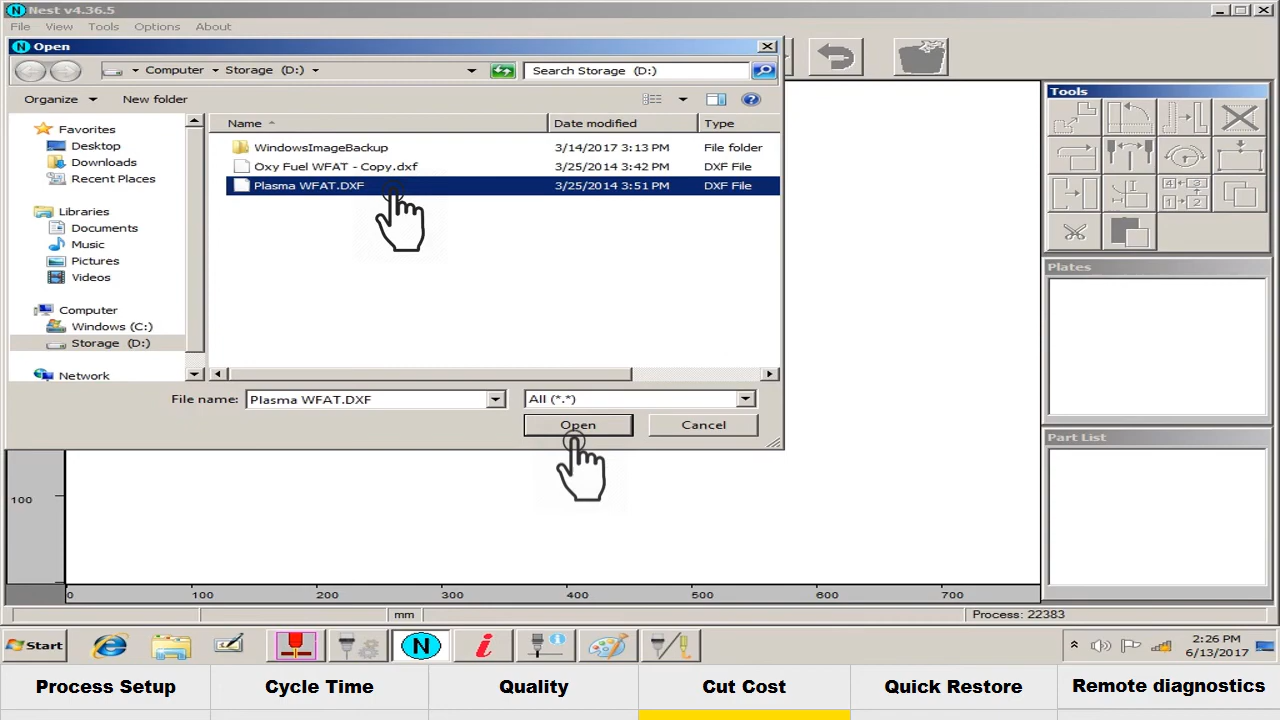 Nest v4.36.5
File View Tools Options About
Open
Computer Storage (D:) Search Storage (D:)
Organize New folder
Name Date modified Type
WindowsImageBackup 3/14/2017 3:13 PM File folder
Oxy Fuel WFAT - Copy.dxf 3/25/2014 3:42 PM DXF File
Plasma WFAT.DXF 3/25/2014 3:51 PM DXF File
Favorites
Desktop
Downloads
Recent Places
Libraries
Documents
Music
Pictures
Videos
Computer
Windows (C:)
Storage (D:)
Network
File name: Plasma WFAT.DXF All (*.*)
Open Cancel
Tools
4 3
1 2
Plates
Part List
100
0 100 200 300 400 500 600 700
mm Process: 22383
Start N i 2:26 PM
6/13/2017
Process Setup Cycle Time Quality Cut Cost Quick Restore Remote diagnostics